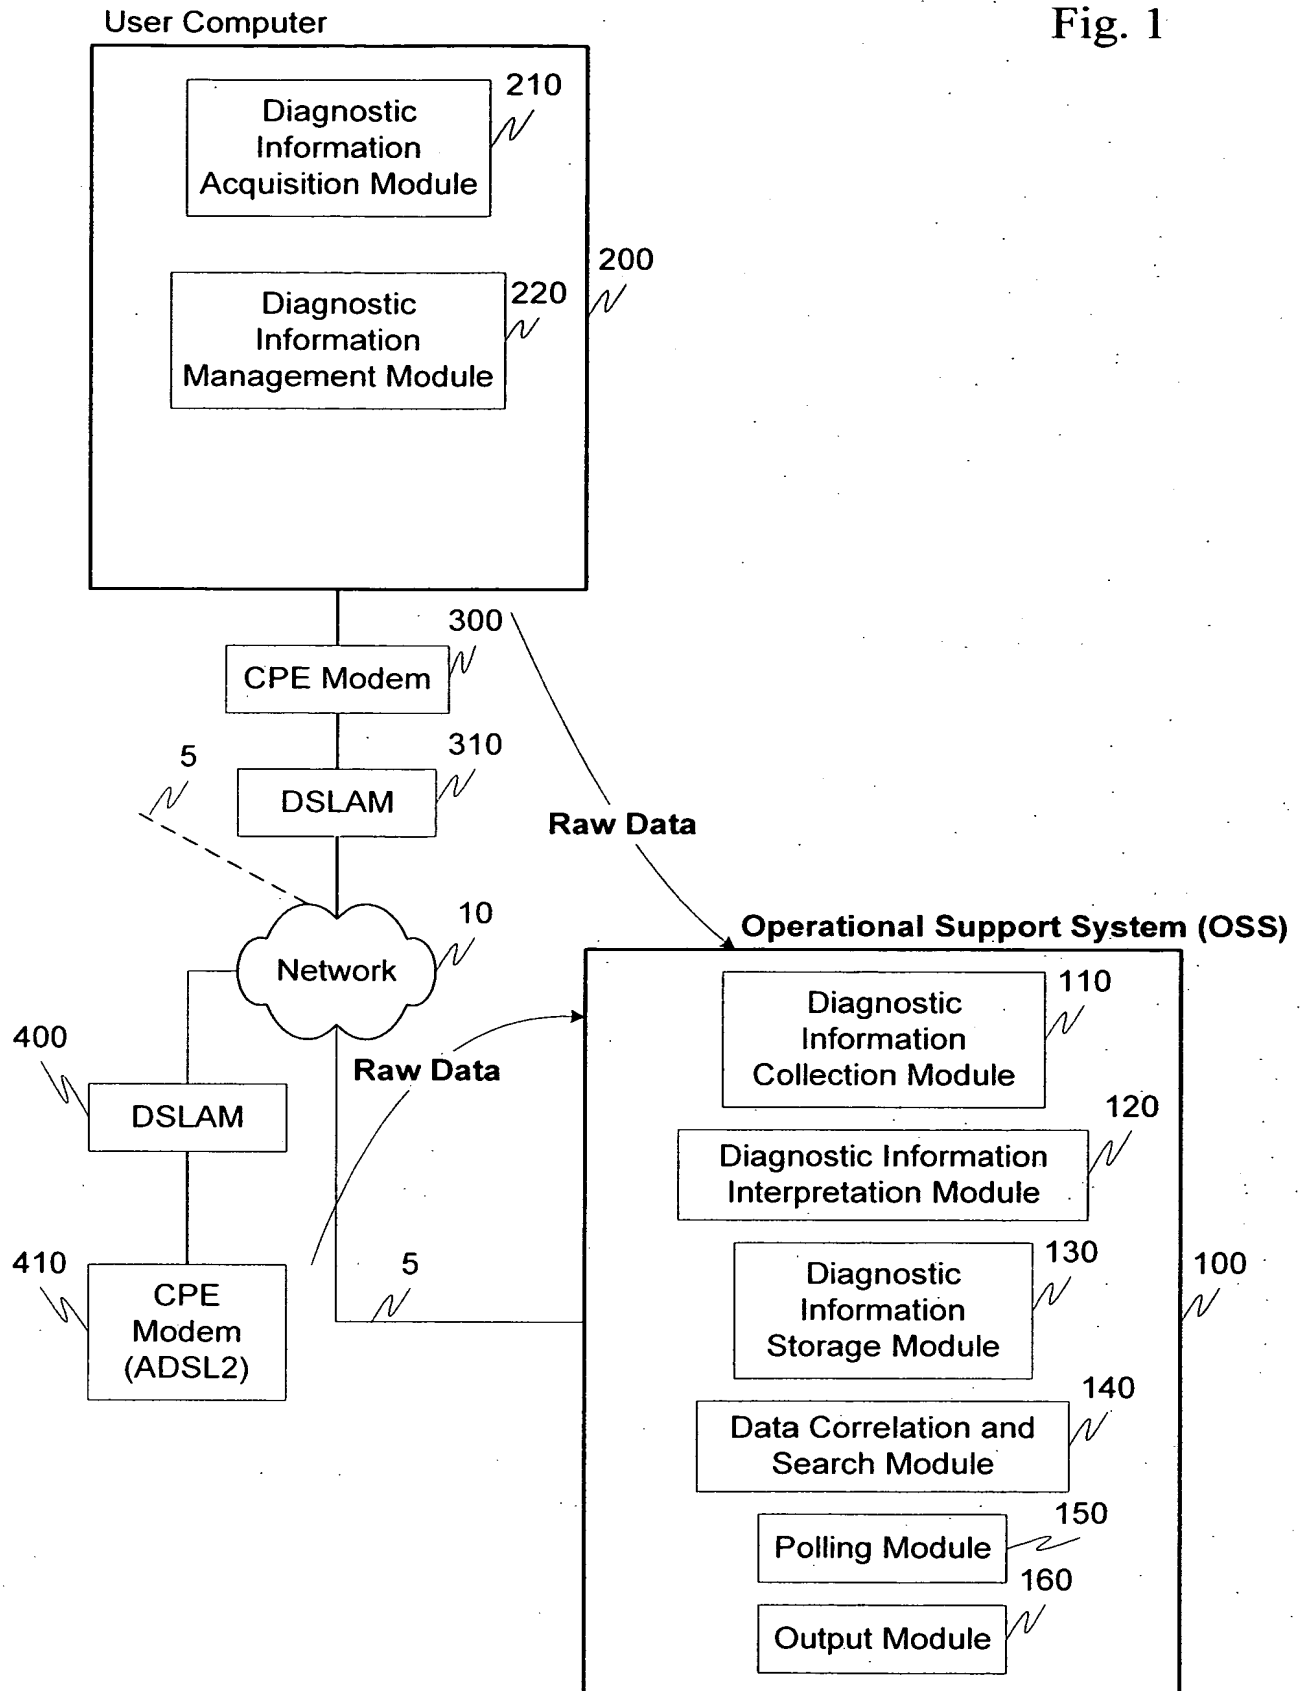 User Computer
Fig. 1
210
Diagnostic
Information
Acquisition Module
200
220
Diagnostic
Information
Management Module
300
CPE Modem
5
310
DSLAM
Raw Data
10
Network
Operational Support System (OSS)
110
Diagnostic
Information
Collection Module
400
DSLAM
Raw Data
120
Diagnostic Information
Interpretation Module
410
CPE
Modem
(ADSL2)
5
130
Diagnostic
Information
Storage Module
100
140
Data Correlation and
Search Module
150
Polling Module
160
Output Module